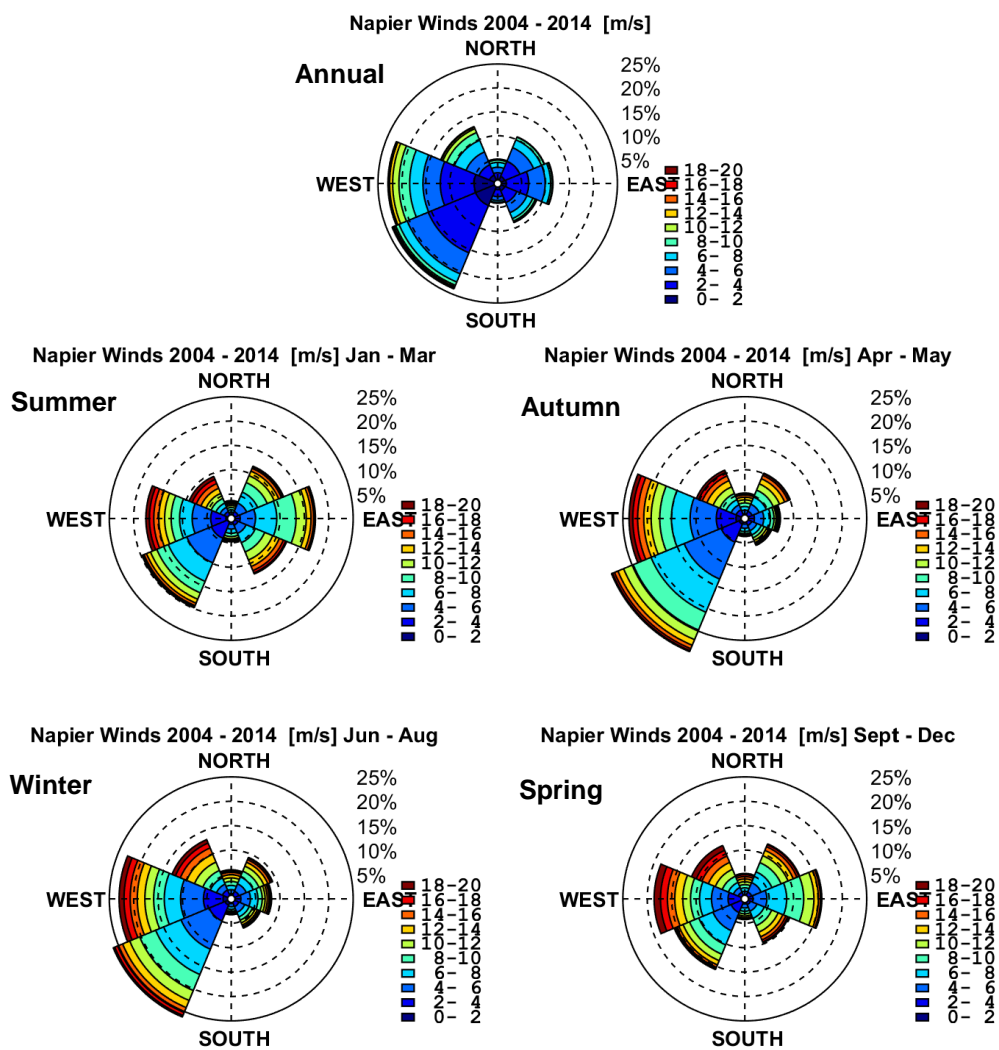 Napier Winds 2004 - 2014 [m/s]
NORTH
Annual
25%
20%
15%
10%
5%
WEST
EAST
18-20
16-18
14-16
12-14
10-12
8-10
6- 8
4- 6
2- 4
0- 2
SOUTH
Napier Winds 2004 - 2014 [m/s] Jan - Mar
NORTH
Summer
25%
20%
15%
10%
5%
WEST
EAST
18-20
16-18
14-16
12-14
10-12
8-10
6- 8
4- 6
2- 4
0- 2
SOUTH
Napier Winds 2004 - 2014 [m/s] Apr - May
NORTH
Autumn
25%
20%
15%
10%
5%
WEST
EAST
18-20
16-18
14-16
12-14
10-12
8-10
6- 8
4- 6
2- 4
0- 2
SOUTH
Napier Winds 2004 - 2014 [m/s] Jun - Aug
NORTH
Winter
25%
20%
15%
10%
5%
WEST
EAST
18-20
16-18
14-16
12-14
10-12
8-10
6- 8
4- 6
2- 4
0- 2
SOUTH
Napier Winds 2004 - 2014 [m/s] Sept - Dec
NORTH
Spring
25%
20%
15%
10%
5%
WEST
EAST
18-20
16-18
14-16
12-14
10-12
8-10
6- 8
4- 6
2- 4
0- 2
SOUTH